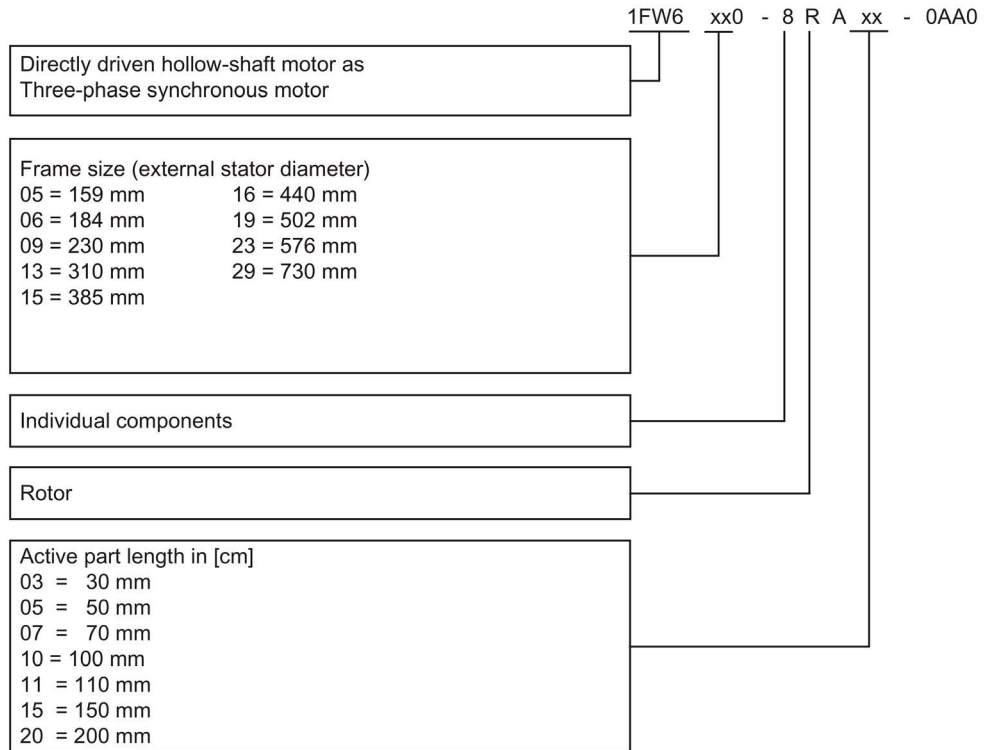 1FW6 xx0 - 8 R A xx - 0AA0
Directly driven hollow-shaft motor as
Three-phase synchronous motor
Frame size (external stator diameter)
05 = 159 mm 16 = 440 mm
06 = 184 mm 19 = 502 mm
09 = 230 mm 23 = 576 mm
13 = 310 mm 29 = 730 mm
15 = 385 mm
Individual components
Rotor
Active part length in [cm]
03 = 30 mm
05 = 50 mm
07 = 70 mm
10 = 100 mm
11 = 110 mm
15 = 150 mm
20 = 200 mm